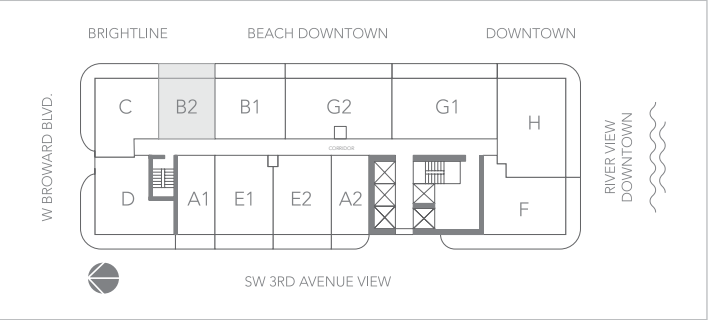 BRIGHTLINE
BEACH DOWNTOWN
DOWNTOWN
W BROWARD BLVD.
C
B2
B1
G2
G1
H
CORRIDOR
D
A1
E1
E2
A2
F
RIVER VIEW
DOWNTOWN
SW 3RD AVENUE VIEW